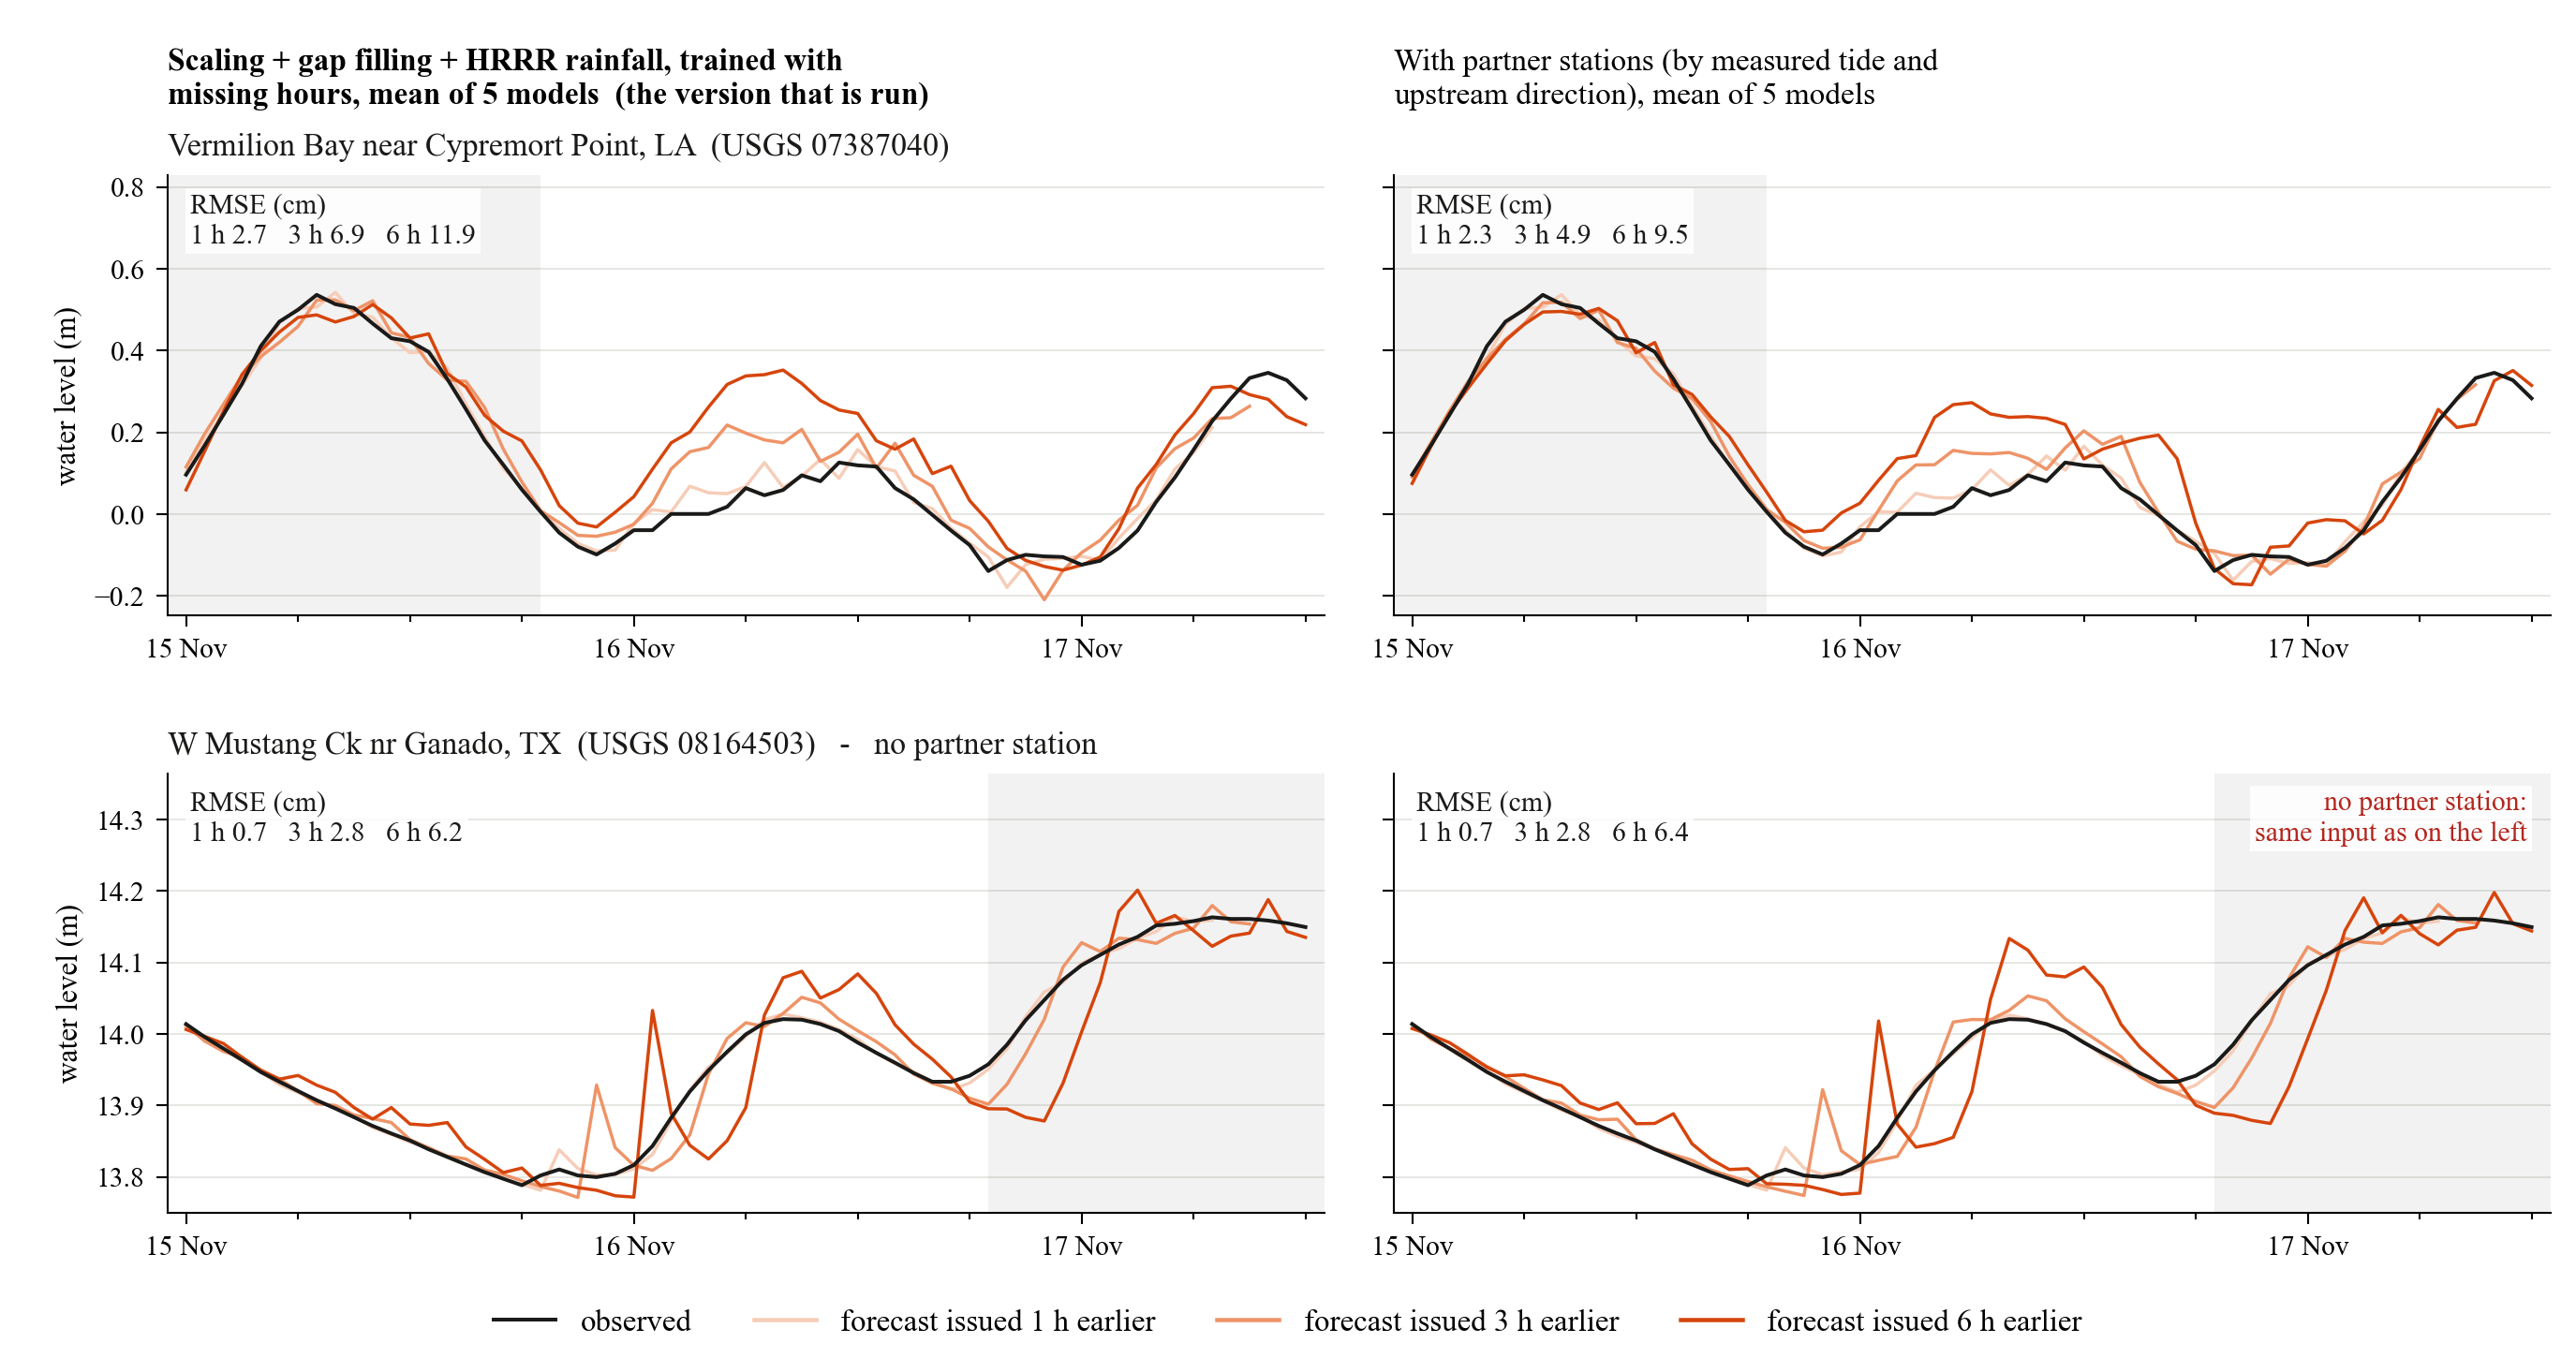 Scaling + gap filling + HRRR rainfall, trained with
missing hours, mean of 5 models  (the version that is run)
With partner stations (by measured tide and
upstream direction), mean of 5 models
Vermilion Bay near Cypremort Point, LA  (USGS 07387040)
water level (m)
0.8
0.6
0.4
0.2
0.0
−0.2
RMSE (cm)
1 h 2.7   3 h 6.9   6 h 11.9
15 Nov
16 Nov
17 Nov
RMSE (cm)
1 h 2.3   3 h 4.9   6 h 9.5
15 Nov
16 Nov
17 Nov
W Mustang Ck nr Ganado, TX  (USGS 08164503)   -   no partner station
water level (m)
14.3
14.2
14.1
14.0
13.9
13.8
RMSE (cm)
1 h 0.7   3 h 2.8   6 h 6.2
15 Nov
16 Nov
17 Nov
RMSE (cm)
1 h 0.7   3 h 2.8   6 h 6.4
no partner station:
same input as on the left
15 Nov
16 Nov
17 Nov
observed
forecast issued 1 h earlier
forecast issued 3 h earlier
forecast issued 6 h earlier